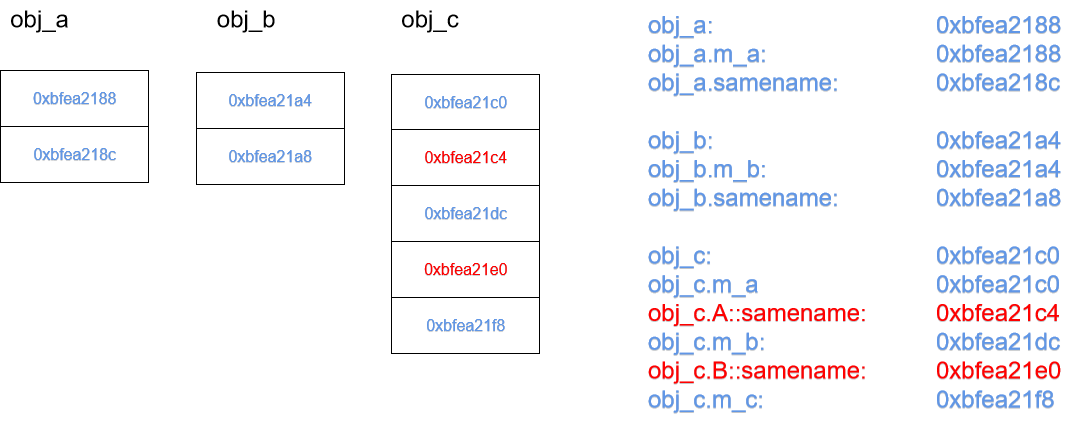 obj_a
obj_b
obj_c
0xbfea2188
0xbfea218c
0xbfea21a4
0xbfea21a8
0xbfea21c0
0xbfea21c4
0xbfea21dc
0xbfea21e0
0xbfea21f8
obj_a: 0xbfea2188
obj_a.m_a: 0xbfea2188
obj_a.samename: 0xbfea218c
obj_b: 0xbfea21a4
obj_b.m_b: 0xbfea21a4
obj_b.samename: 0xbfea21a8
obj_c: 0xbfea21c0
obj_c.m_a 0xbfea21c0
obj_c.A::samename: 0xbfea21c4
obj_c.m_b: 0xbfea21dc
obj_c.B::samename: 0xbfea21e0
obj_c.m_c: 0xbfea21f8